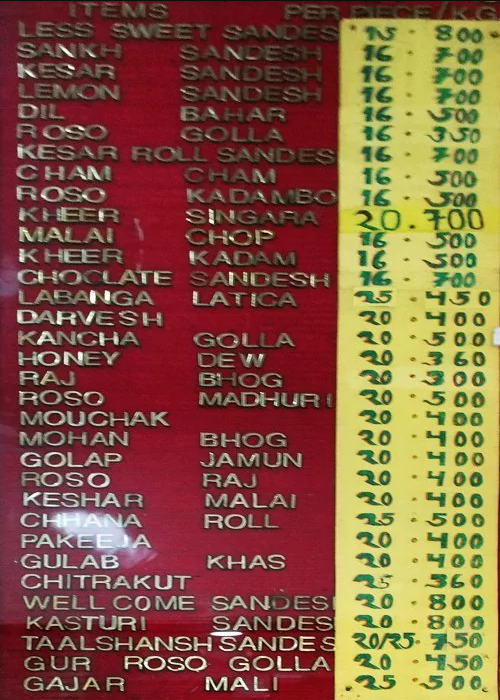 ITEMS PER PIECE/K.G
LESS SWEET SANDES 15 · 800
SANKH SANDESH 16 · 700
KESAR SANDESH 16 · 700
LEMON SANDESH 16 · 700
DIL BAHAR 16 · 500
ROSO GOLLA 16 · 350
KESAR ROLL SANDES 16 · 700
CHAM CHAM 16 · 500
ROSO KADAMBO 16 · 500
KHEER SINGARA 20 . 700
MALAI CHOP 16 · 500
KHEER KADAM 16 · 500
CHOCLATE SANDESH 16 · 700
LABANGA LATICA 25 · 450
DARVESH 20 · 400
KANCHA GOLLA 20 · 500
HONEY DEW 20 · 360
RAJ BHOG 20 · 300
ROSO MADHURI 20 · 500
MOUCHAK 20 · 400
MOHAN BHOG 20 · 400
GOLAP JAMUN 20 · 400
ROSO RAJ 20 · 400
KESHAR MALAI 20 · 400
CHHANA ROLL 25 · 500
PAKEEJA 20 · 400
GULAB KHAS 20 · 400
CHITRAKUT 25 · 360
WELL COME SANDES 20 · 800
KASTURI SANDES 20 · 800
TAALSHANSH SANDES 20/25 · 750
GUR ROSO GOLLA 20 · 450
GAJAR MALI 25 · 500